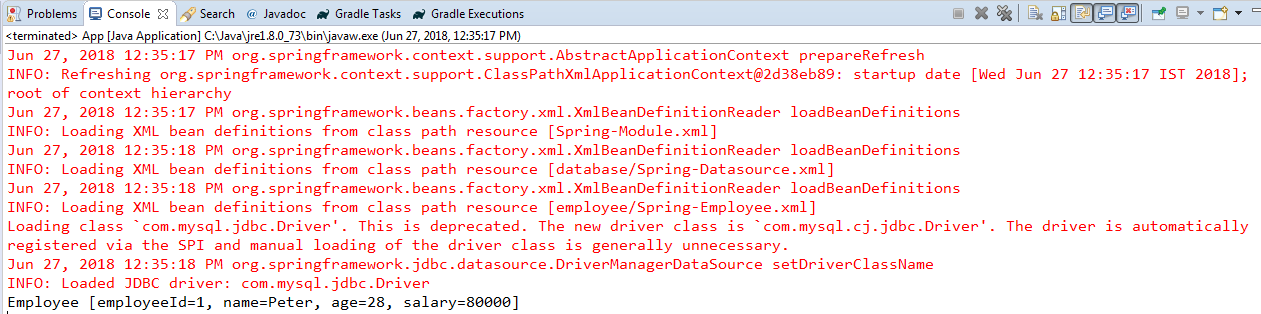 Problems Console Search @ Javadoc Gradle Tasks Gradle Executions
<terminated> App [Java Application] C:\Java\jre1.8.0_73\bin\javaw.exe (Jun 27, 2018, 12:35:17 PM)
Jun 27, 2018 12:35:17 PM org.springframework.context.support.AbstractApplicationContext prepareRefresh
INFO: Refreshing org.springframework.context.support.ClassPathXmlApplicationContext@2d38eb89: startup date [Wed Jun 27 12:35:17 IST 2018];
root of context hierarchy
Jun 27, 2018 12:35:17 PM org.springframework.beans.factory.xml.XmlBeanDefinitionReader loadBeanDefinitions
INFO: Loading XML bean definitions from class path resource [Spring-Module.xml]
Jun 27, 2018 12:35:18 PM org.springframework.beans.factory.xml.XmlBeanDefinitionReader loadBeanDefinitions
INFO: Loading XML bean definitions from class path resource [database/Spring-Datasource.xml]
Jun 27, 2018 12:35:18 PM org.springframework.beans.factory.xml.XmlBeanDefinitionReader loadBeanDefinitions
INFO: Loading XML bean definitions from class path resource [employee/Spring-Employee.xml]
Loading class `com.mysql.jdbc.Driver'. This is deprecated. The new driver class is `com.mysql.cj.jdbc.Driver'. The driver is automatically
registered via the SPI and manual loading of the driver class is generally unnecessary.
Jun 27, 2018 12:35:18 PM org.springframework.jdbc.datasource.DriverManagerDataSource setDriverClassName
INFO: Loaded JDBC driver: com.mysql.jdbc.Driver
Employee [employeeId=1, name=Peter, age=28, salary=80000]